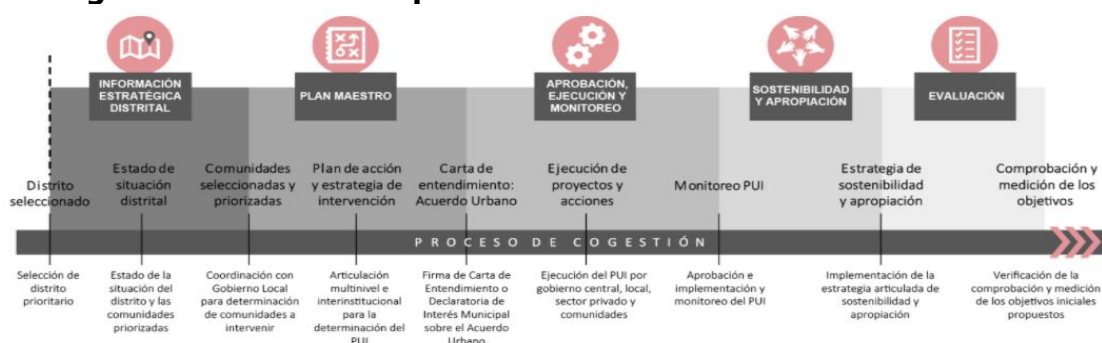 INFORMACIÓN
ESTRATÉGICA
DISTRITAL
PLAN MAESTRO
APROBACIÓN,
EJECUCIÓN Y
MONITOREO
SOSTENIBILIDAD
Y APROPIACIÓN
EVALUACIÓN
Distrito
seleccionado
Estado de
situación
distrital
Comunidades
seleccionadas y
priorizadas
Plan de acción
y estrategia de
intervención
Carta de
entendimiento:
Acuerdo Urbano
Ejecución de
proyectos y
acciones
Monitoreo PUI
Estrategia de
sostenibilidad
y apropiación
Comprobación y
medición de los
objetivos
PROCESO DE COGESTIÓN
Selección de
distrito
prioritario
Estado de la
situación del
distrito y las
comunidades
priorizadas
Coordinación con
Gobierno Local
para determinación
de comunidades a
intervenir
Articulación
multinivel e
interinstitucional
para la
determinación del
PUI
Firma de Carta de
Entendimiento o
Declaratoria de
Interés Municipal
sobre el Acuerdo
Urbano
Ejecución del PUI por
gobierno central, local,
sector privado y
comunidades
Aprobación e
implementación y
monitoreo del PUI
Implementación de la
estrategia articulada de
sostenibilidad y
apropiación
Verificación de la
comprobación y medición
de los objetivos iniciales
propuestos